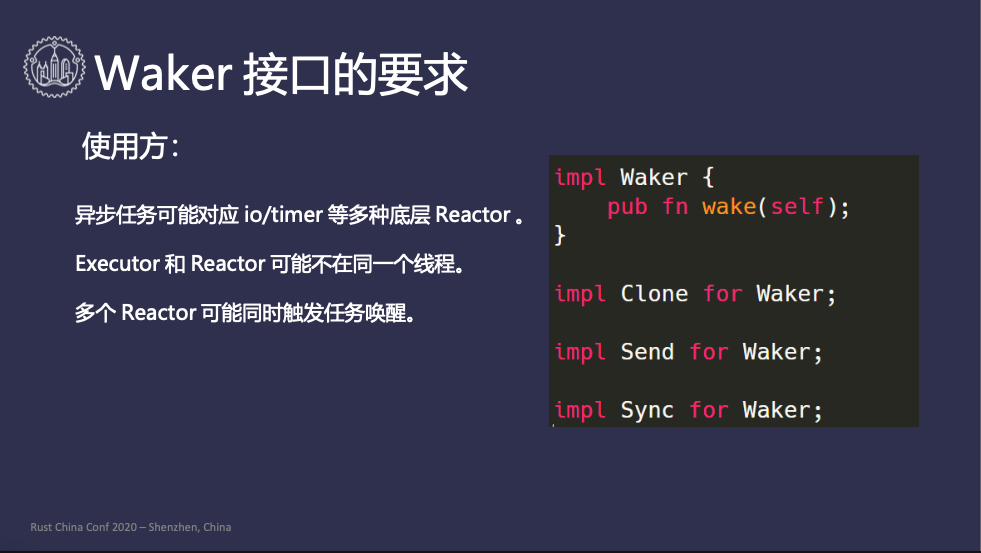 Waker 接口的要求
使用方：
异步任务可能对应 io/timer 等多种底层 Reactor 。
Executor 和 Reactor 可能不在同一个线程。
多个 Reactor 可能同时触发任务唤醒。
impl Waker {
    pub fn wake(self);
}
impl Clone for Waker;
impl Send for Waker;
impl Sync for Waker;
Rust China Conf 2020 – Shenzhen, China